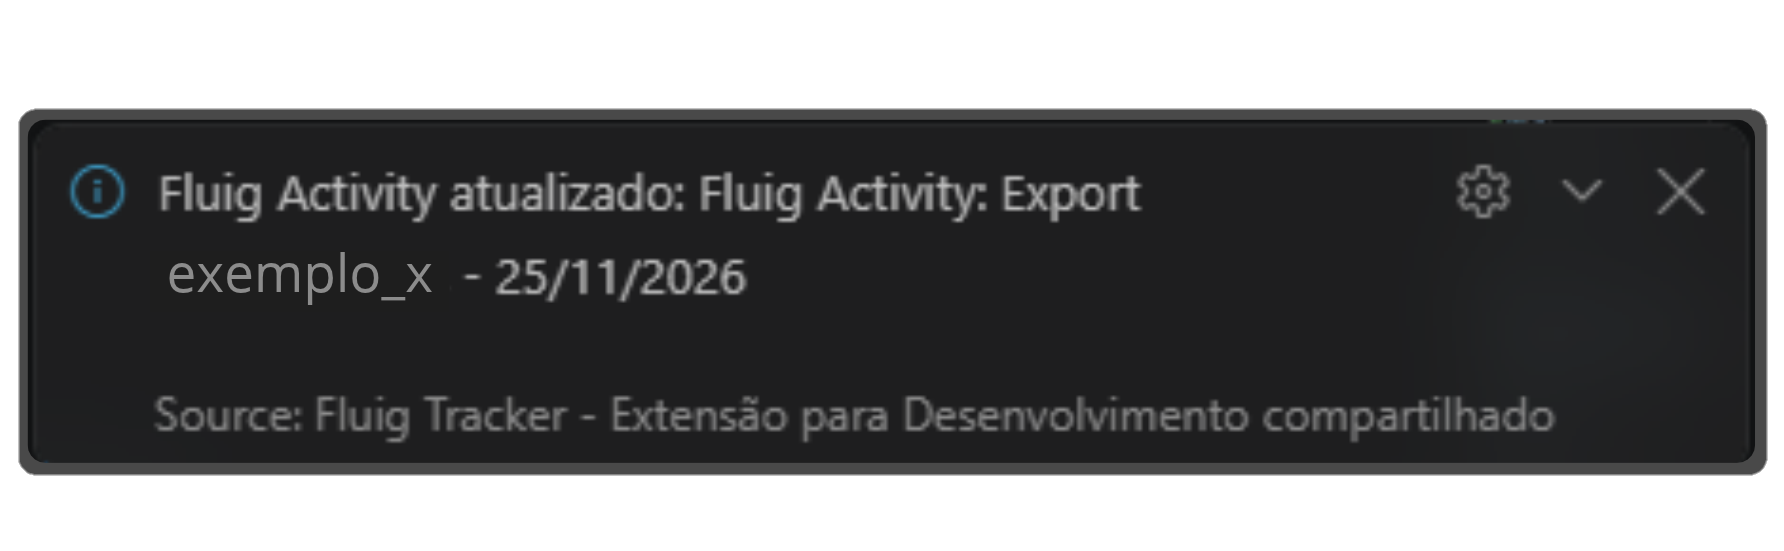 Fluig Activity atualizado: Fluig Activity: Export
exemplo_x - 25/11/2026
Source: Fluig Tracker - Extensão para Desenvolvimento compartilhado